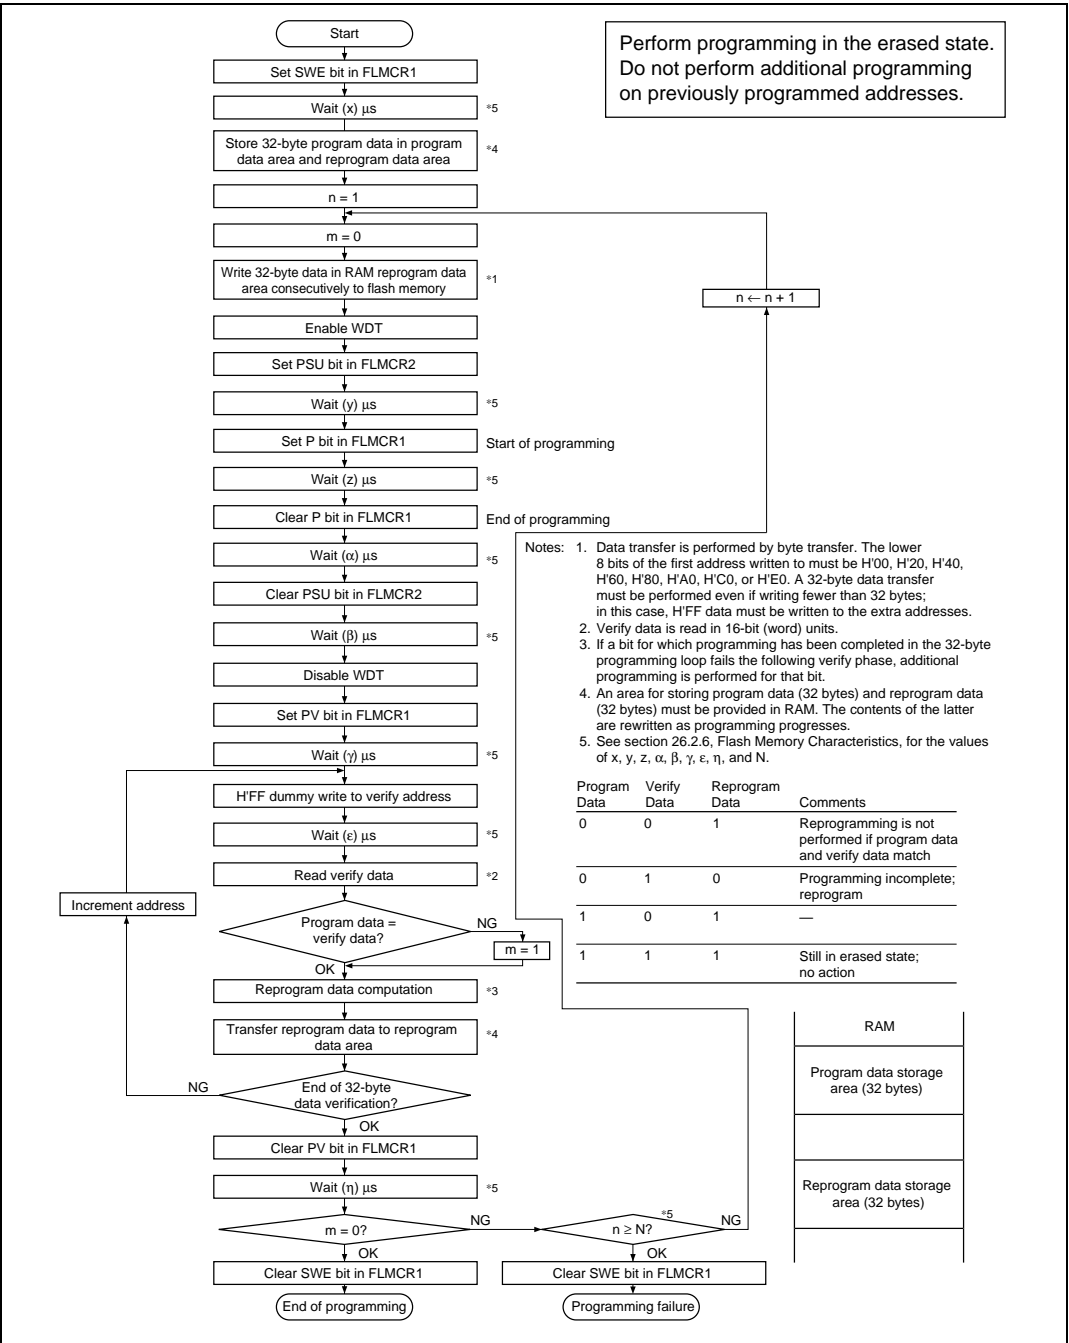 Start
Perform programming in the erased state.
Do not perform additional programming
on previously programmed addresses.
Set SWE bit in FLMCR1
Wait (x) μs
*5
Store 32-byte program data in program
data area and reprogram data area
*4
n = 1
m = 0
Write 32-byte data in RAM reprogram data
area consecutively to flash memory
*1
n ← n + 1
Enable WDT
Set PSU bit in FLMCR2
Wait (y) μs
*5
Set P bit in FLMCR1
Start of programming
Wait (z) μs
*5
Clear P bit in FLMCR1
End of programming
Wait (α) μs
*5
Clear PSU bit in FLMCR2
Wait (β) μs
*5
Disable WDT
Set PV bit in FLMCR1
Wait (γ) μs
*5
H'FF dummy write to verify address
Wait (ε) μs
*5
Read verify data
*2
Increment address
Program data =
verify data?
NG
m = 1
OK
Reprogram data computation
*3
Transfer reprogram data to reprogram
data area
*4
NG
End of 32-byte
data verification?
OK
Clear PV bit in FLMCR1
Wait (η) μs
*5
m = 0?
NG
*5
n ≥ N?
NG
OK
OK
Clear SWE bit in FLMCR1
Clear SWE bit in FLMCR1
End of programming
Programming failure
Notes: 1. Data transfer is performed by byte transfer. The lower
8 bits of the first address written to must be H'00, H'20, H'40,
H'60, H'80, H'A0, H'C0, or H'E0. A 32-byte data transfer
must be performed even if writing fewer than 32 bytes;
in this case, H'FF data must be written to the extra addresses.
2. Verify data is read in 16-bit (word) units.
3. If a bit for which programming has been completed in the 32-byte
programming loop fails the following verify phase, additional
programming is performed for that bit.
4. An area for storing program data (32 bytes) and reprogram data
(32 bytes) must be provided in RAM. The contents of the latter
are rewritten as programming progresses.
5. See section 26.2.6, Flash Memory Characteristics, for the values
of x, y, z, α, β, γ, ε, η, and N.
Program Verify Reprogram
Data Data Data Comments
0 0 1 Reprogramming is not
performed if program data
and verify data match
0 1 0 Programming incomplete;
reprogram
1 0 1 —
1 1 1 Still in erased state;
no action
RAM
Program data storage
area (32 bytes)
Reprogram data storage
area (32 bytes)